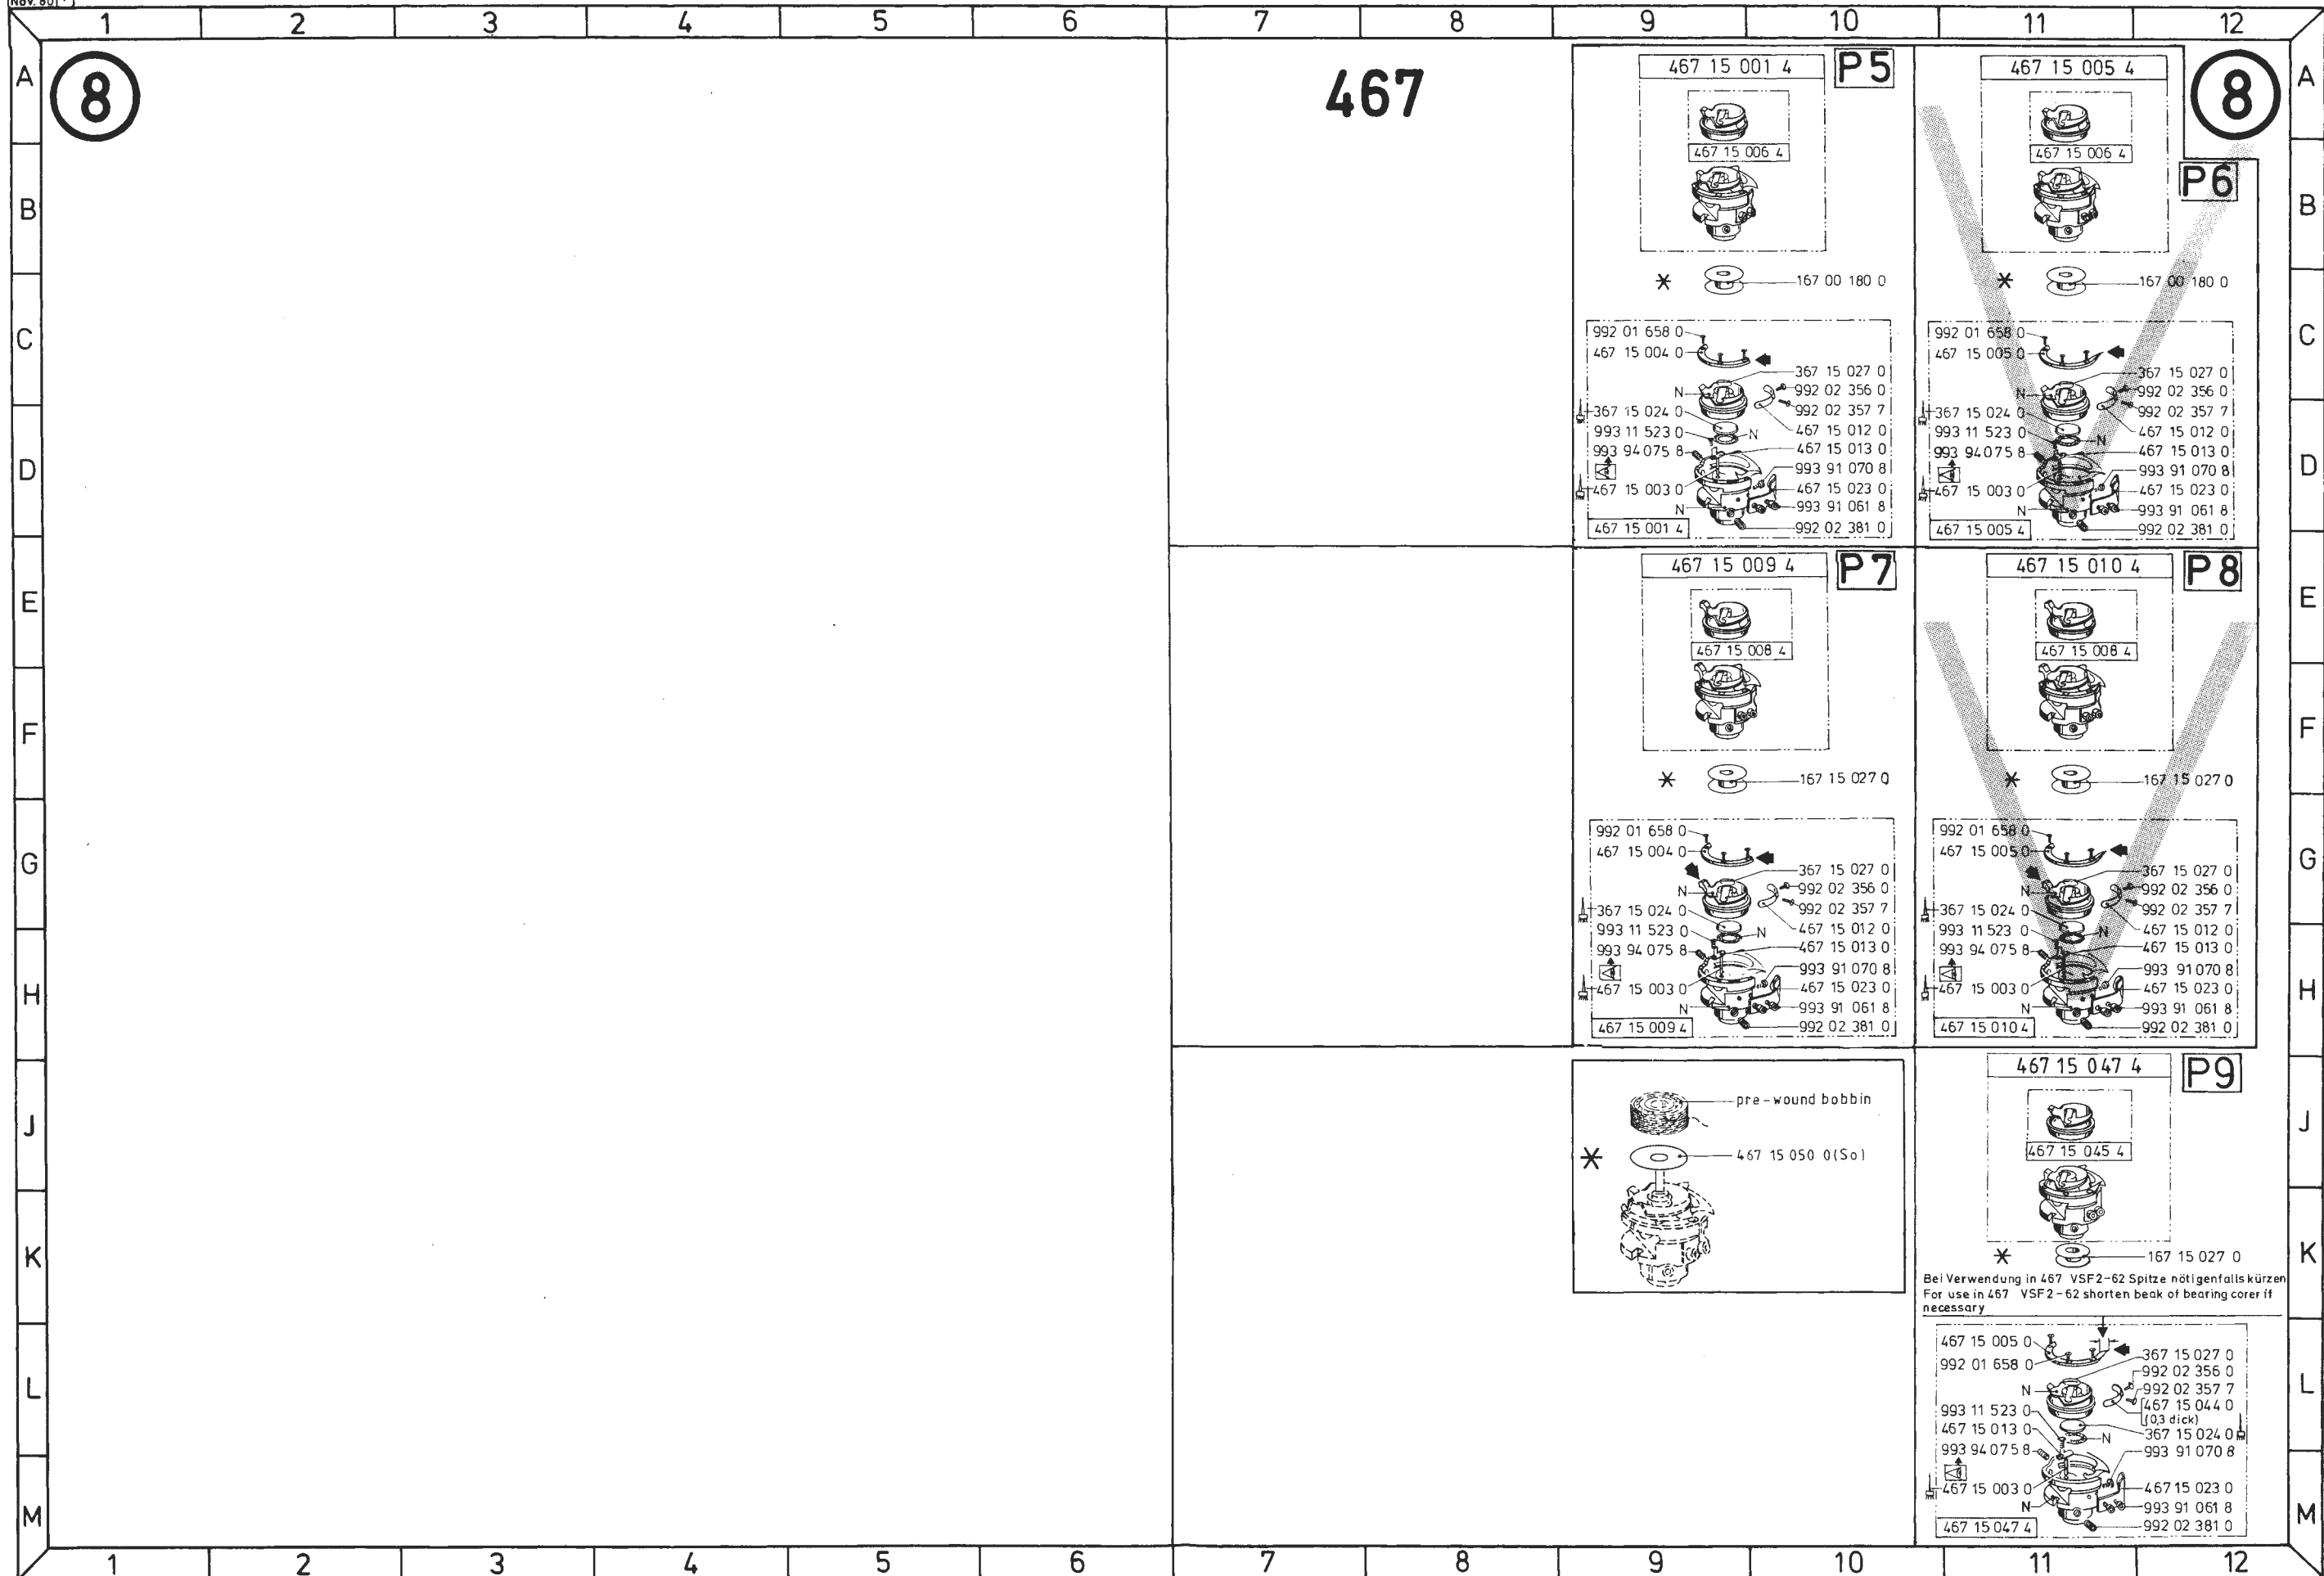 Nov. 80
1 2 3 4 5 6 7 8 9 10 11 12
A
B
C
D
E
F
G
H
J
K
L
M
8
467
8
P5
467 15 001 4
467 15 006 4
167 00 180 0
992 01 658 0
467 15 004 0
367 15 027 0
N
992 02 356 0
367 15 024 0
992 02 357 7
993 11 523 0
N
467 15 012 0
993 94 075 8
467 15 013 0
993 91 070 8
467 15 003 0
467 15 023 0
N
993 91 061 8
467 15 001 4
992 02 381 0
P6
467 15 005 4
467 15 006 4
167 00 180 0
992 01 658 0
467 15 005 0
367 15 027 0
N
992 02 356 0
367 15 024 0
992 02 357 7
993 11 523 0
N
467 15 012 0
993 94 075 8
467 15 013 0
993 91 070 8
467 15 003 0
467 15 023 0
N
993 91 061 8
467 15 005 4
992 02 381 0
P7
467 15 009 4
467 15 008 4
167 15 027 0
992 01 658 0
467 15 004 0
367 15 027 0
N
992 02 356 0
367 15 024 0
992 02 357 7
993 11 523 0
N
467 15 012 0
993 94 075 8
467 15 013 0
993 91 070 8
467 15 003 0
467 15 023 0
N
993 91 061 8
467 15 009 4
992 02 381 0
P8
467 15 010 4
467 15 008 4
167 15 027 0
992 01 658 0
467 15 005 0
367 15 027 0
N
992 02 356 0
367 15 024 0
992 02 357 7
993 11 523 0
N
467 15 012 0
993 94 075 8
467 15 013 0
993 91 070 8
467 15 003 0
467 15 023 0
N
993 91 061 8
467 15 010 4
992 02 381 0
pre-wound bobbin
467 15 050 0 (So)
P9
467 15 047 4
467 15 045 4
167 15 027 0
Bei Verwendung in 467 VSF2-62 Spitze nötigenfalls kürzen
For use in 467 VSF2-62 shorten beak of bearing corer if
necessary
467 15 005 0
992 01 658 0
367 15 027 0
992 02 356 0
N
992 02 357 7
993 11 523 0
467 15 044 0
(0,3 dick)
467 15 013 0
N
367 15 024 0
993 94 075 8
993 91 070 8
467 15 003 0
467 15 023 0
N
993 91 061 8
467 15 047 4
992 02 381 0
A
B
C
D
E
F
G
H
J
K
L
M
1 2 3 4 5 6 7 8 9 10 11 12